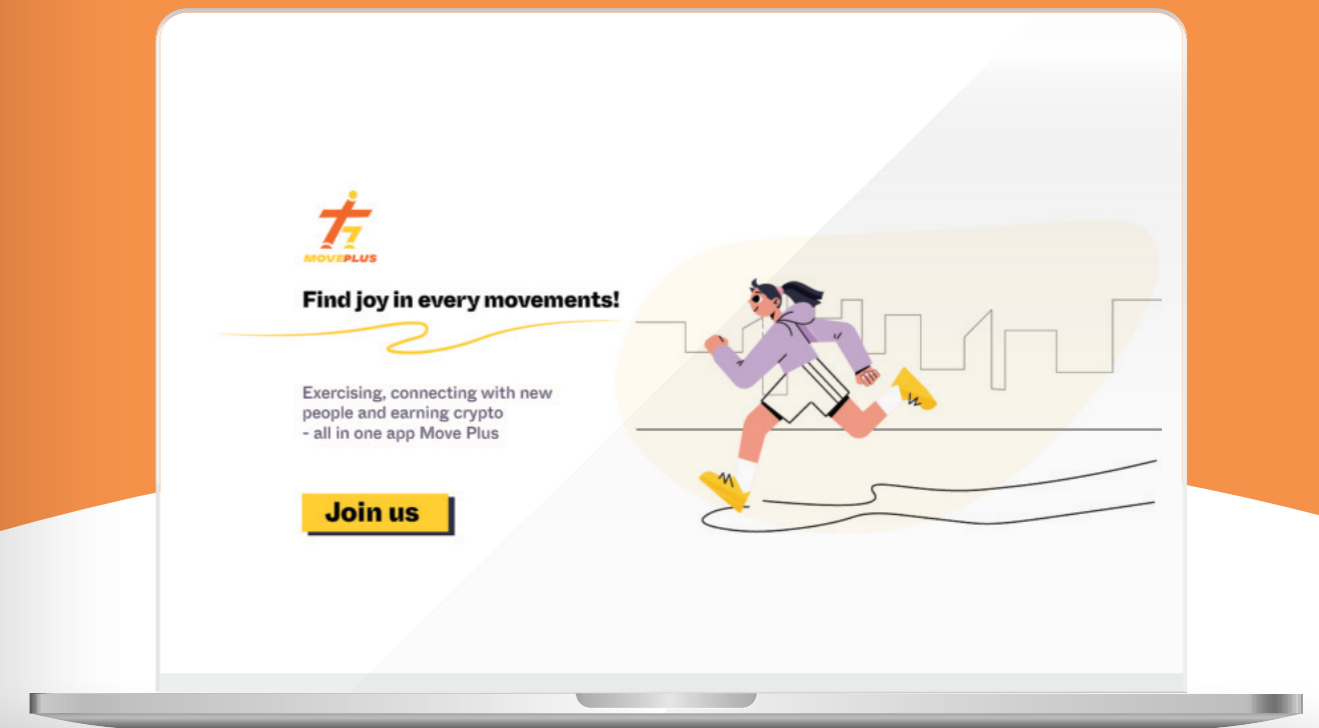 MOVEPLUS
Find joy in every movements!
Exercising, connecting with new
people and earning crypto
- all in one app Move Plus
Join us